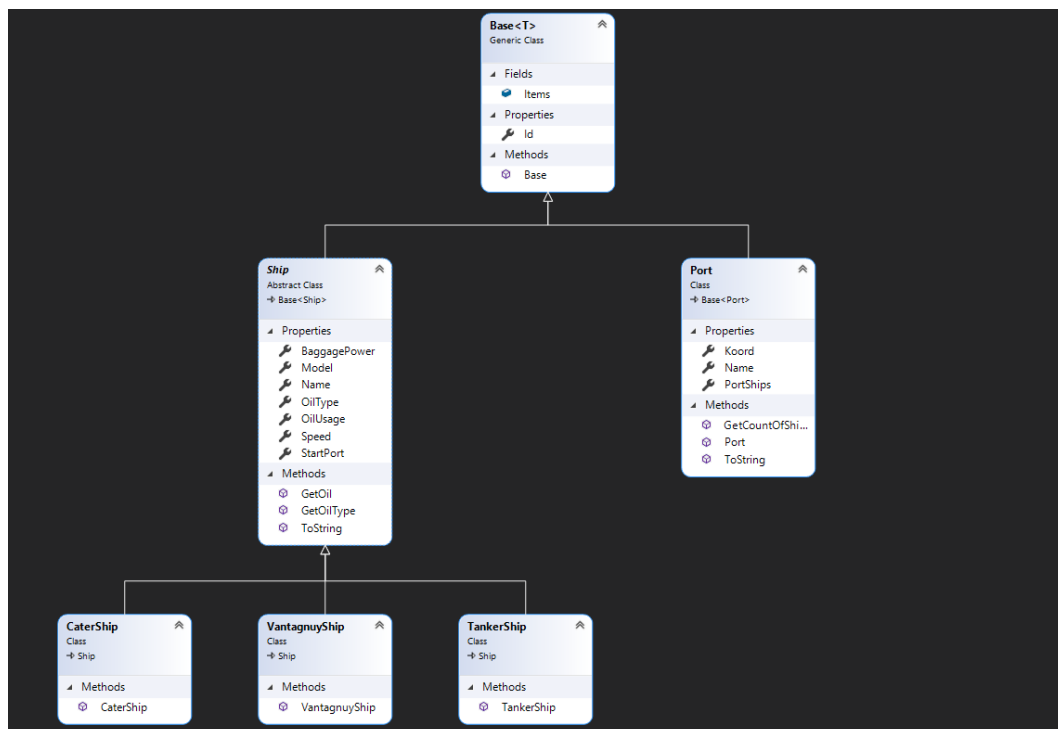 Base<T>
Generic Class
Fields
Items
Properties
Id
Methods
Base
Ship
Abstract Class
Base<Ship>
Properties
BaggagePower
Model
Name
OilType
OilUsage
Speed
StartPort
Methods
GetOil
GetOilType
ToString
Port
Class
Base<Port>
Properties
Koord
Name
PortShips
Methods
GetCountOfShi...
Port
ToString
CaterShip
Class
Ship
Methods
CaterShip
VantagnuyShip
Class
Ship
Methods
VantagnuyShip
TankerShip
Class
Ship
Methods
TankerShip